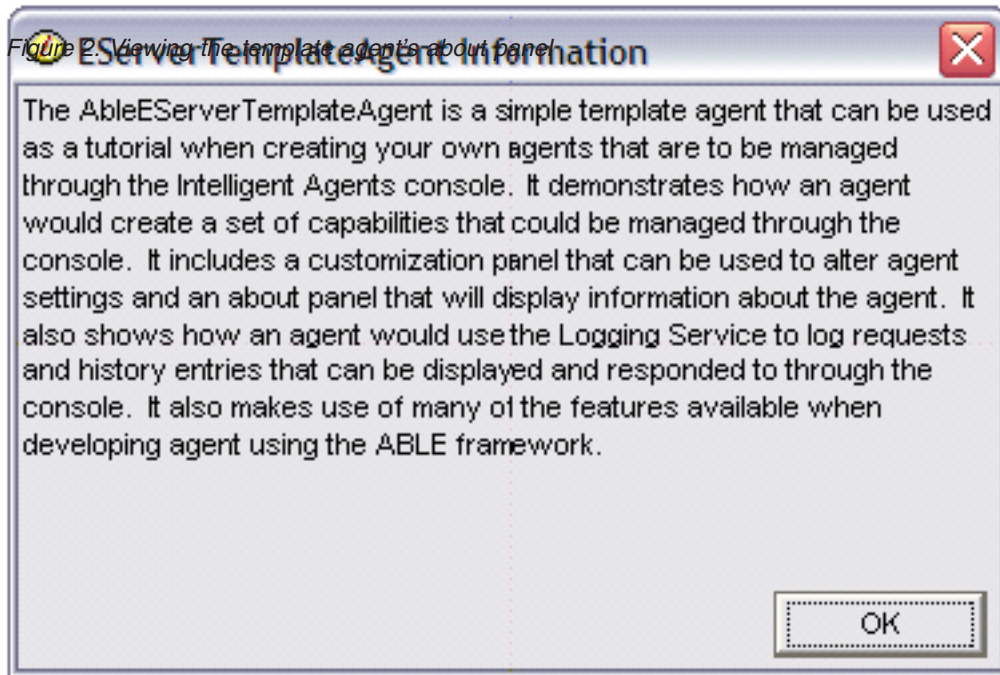 Figure 2. Viewing the template agent's about panel
EServerTemplateAgent Information
The AbleEServerTemplateAgent is a simple template agent that can be used
as a tutorial when creating your own agents that are to be managed
through the Intelligent Agents console. It demonstrates how an agent
would create a set of capabilities that could be managed through the
console. It includes a customization panel that can be used to alter agent
settings and an about panel that will display information about the agent. It
also shows how an agent would use the Logging Service to log requests
and history entries that can be displayed and responded to through the
console. It also makes use of many of the features available when
developing agent using the ABLE framework.
OK